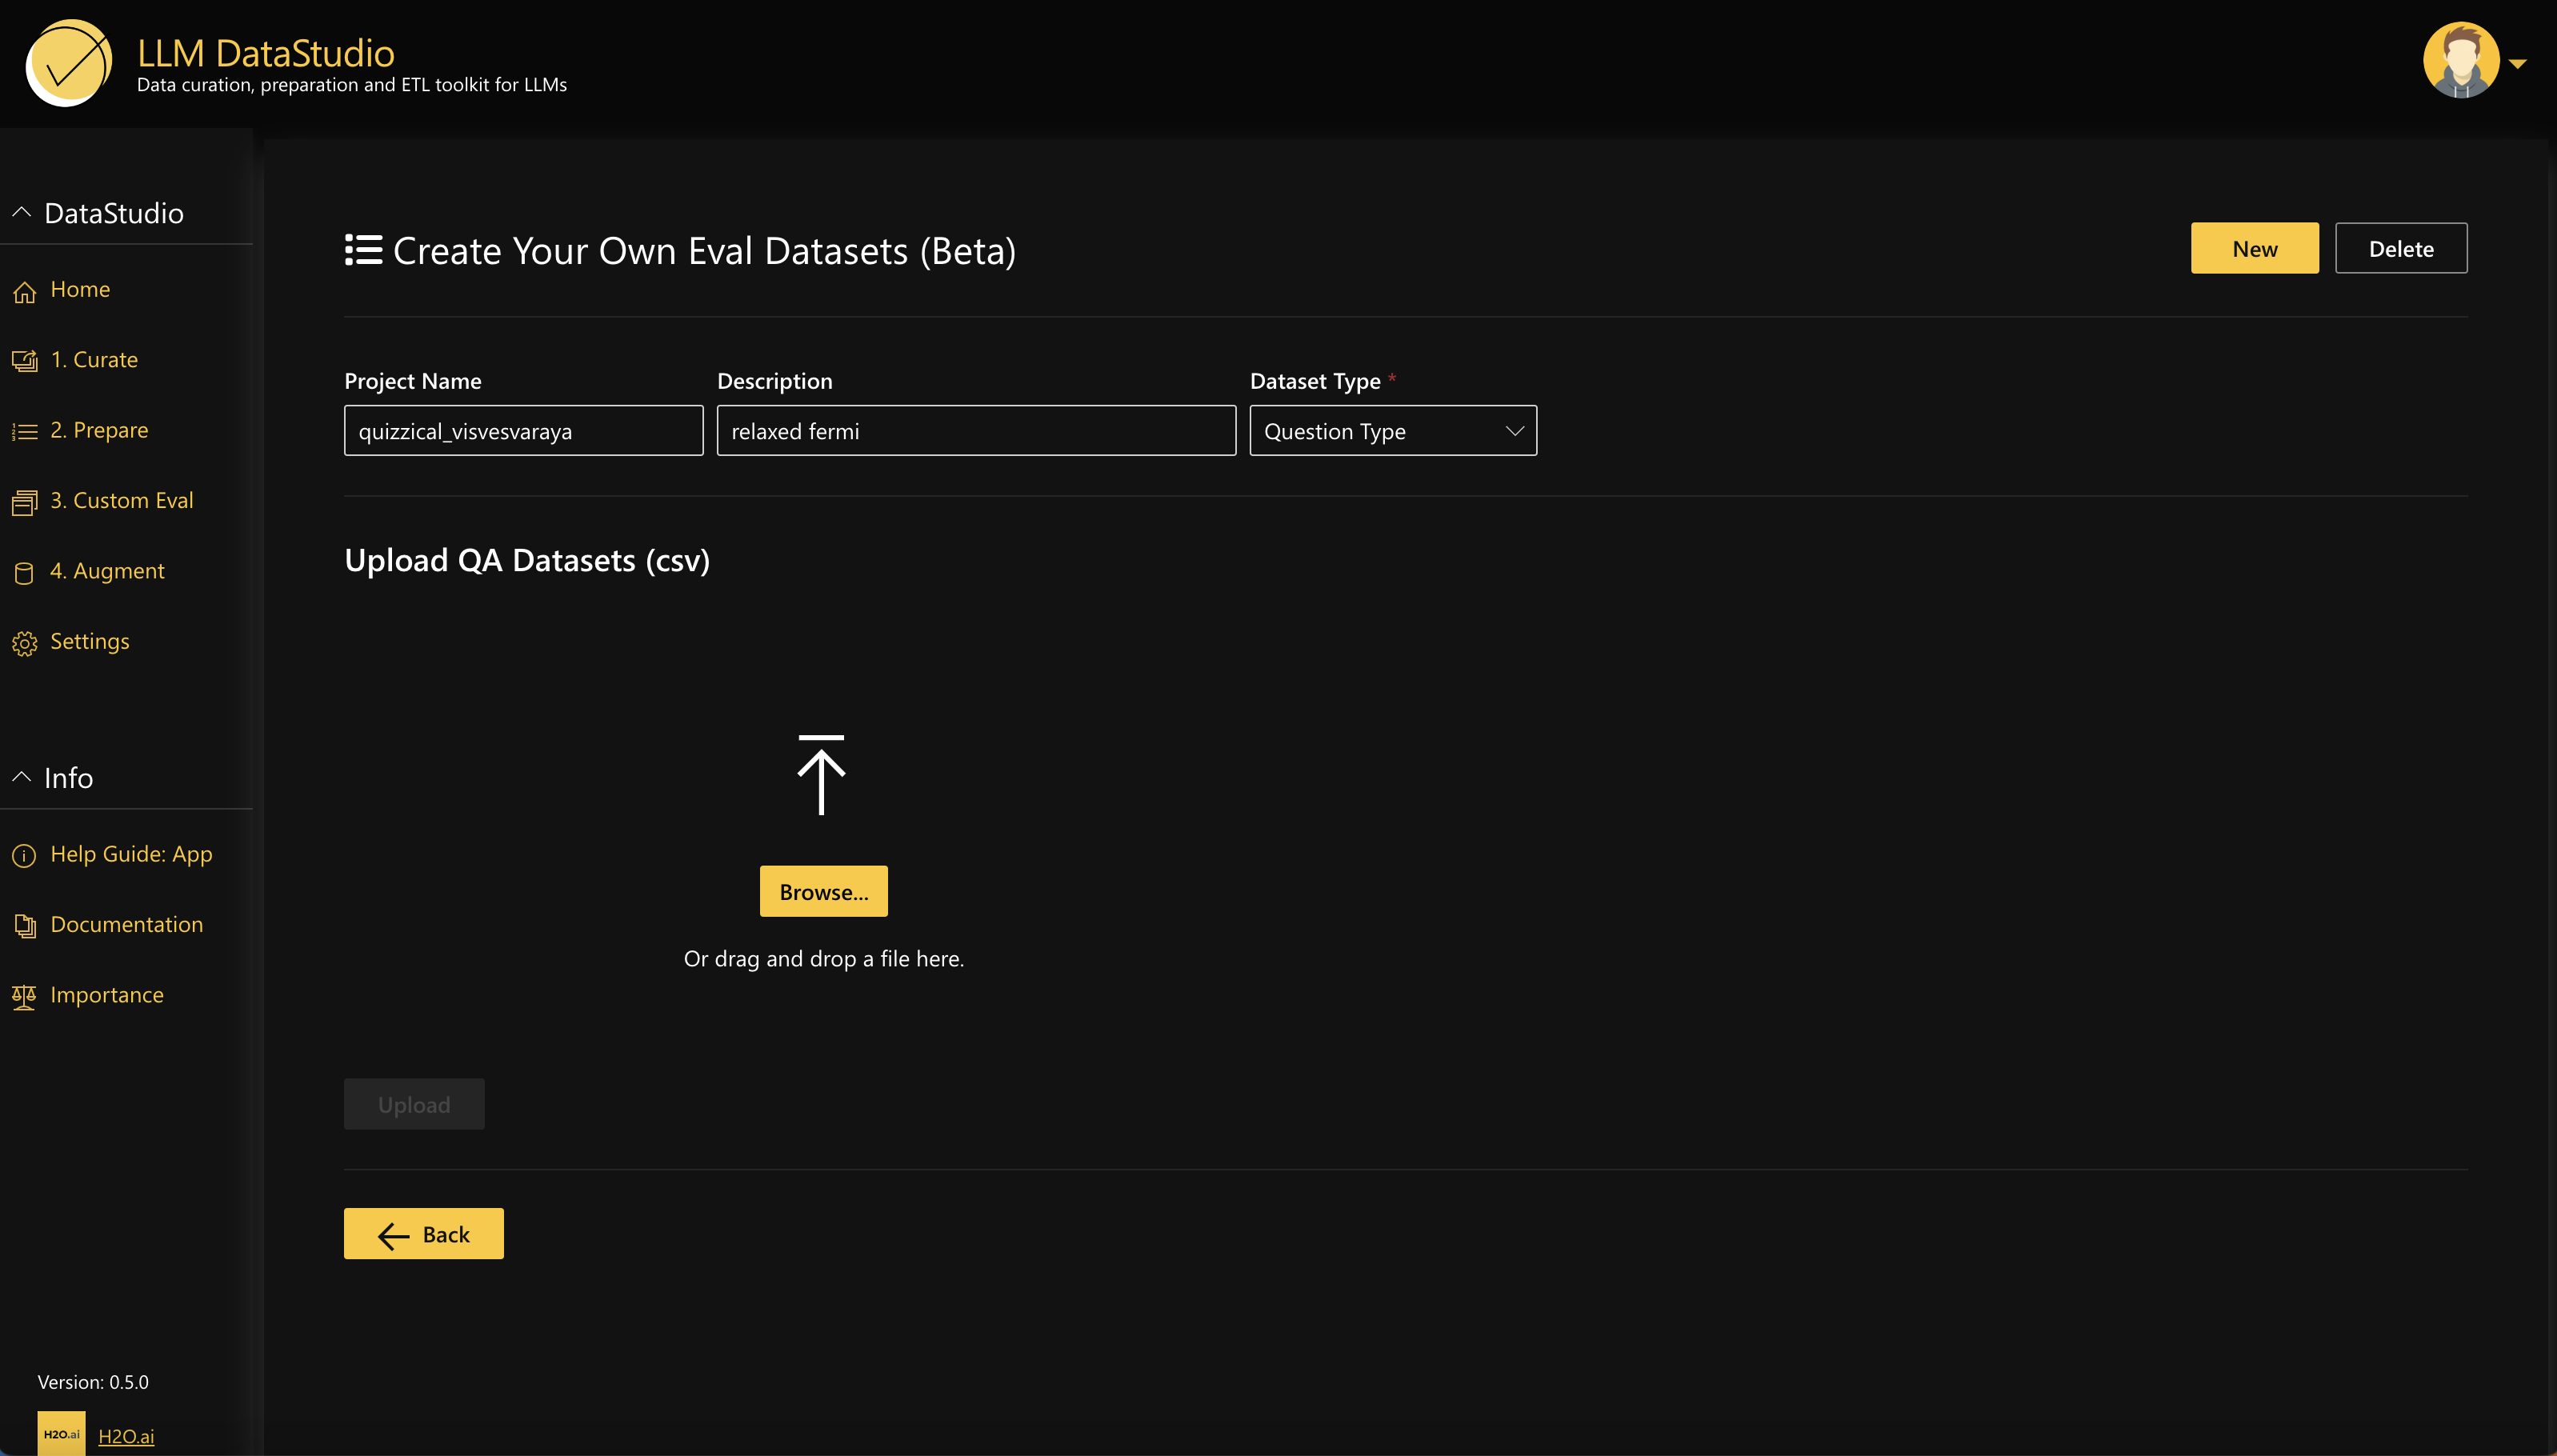 LLM DataStudio
Data curation, preparation and ETL toolkit for LLMs
DataStudio
Home
1. Curate
2. Prepare
3. Custom Eval
4. Augment
Settings
Info
Help Guide: App
Documentation
Importance
Version: 0.5.0
H2O.ai H2O.ai
Create Your Own Eval Datasets (Beta)
New Delete
Project Name Description Dataset Type *
quizzical_visvesvaraya relaxed fermi Question Type
Upload QA Datasets (csv)
Browse...
Or drag and drop a file here.
Upload
Back